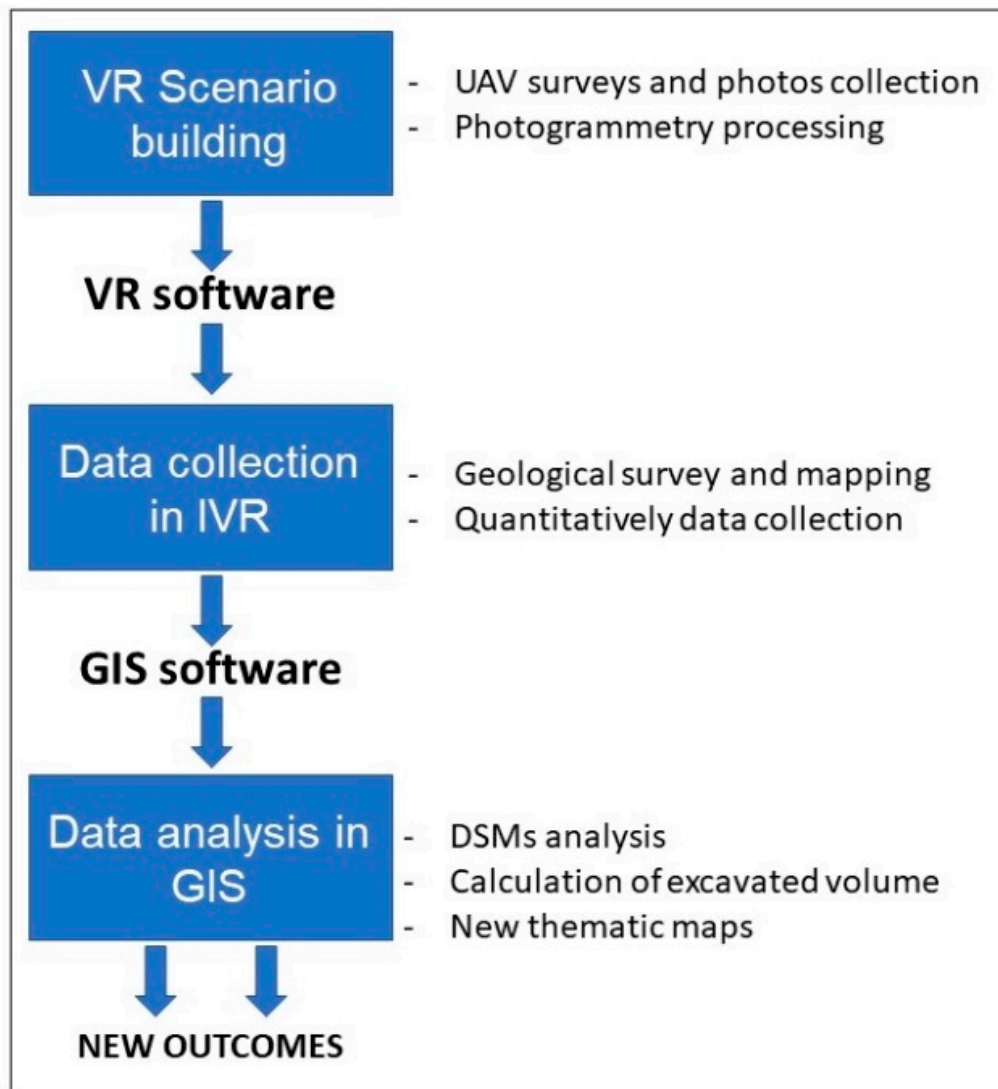 VR Scenario
building
- UAV surveys and photos collection
- Photogrammetry processing
VR software
Data collection
in IVR
- Geological survey and mapping
- Quantitatively data collection
GIS software
Data analysis in
GIS
- DSMs analysis
- Calculation of excavated volume
- New thematic maps
NEW OUTCOMES